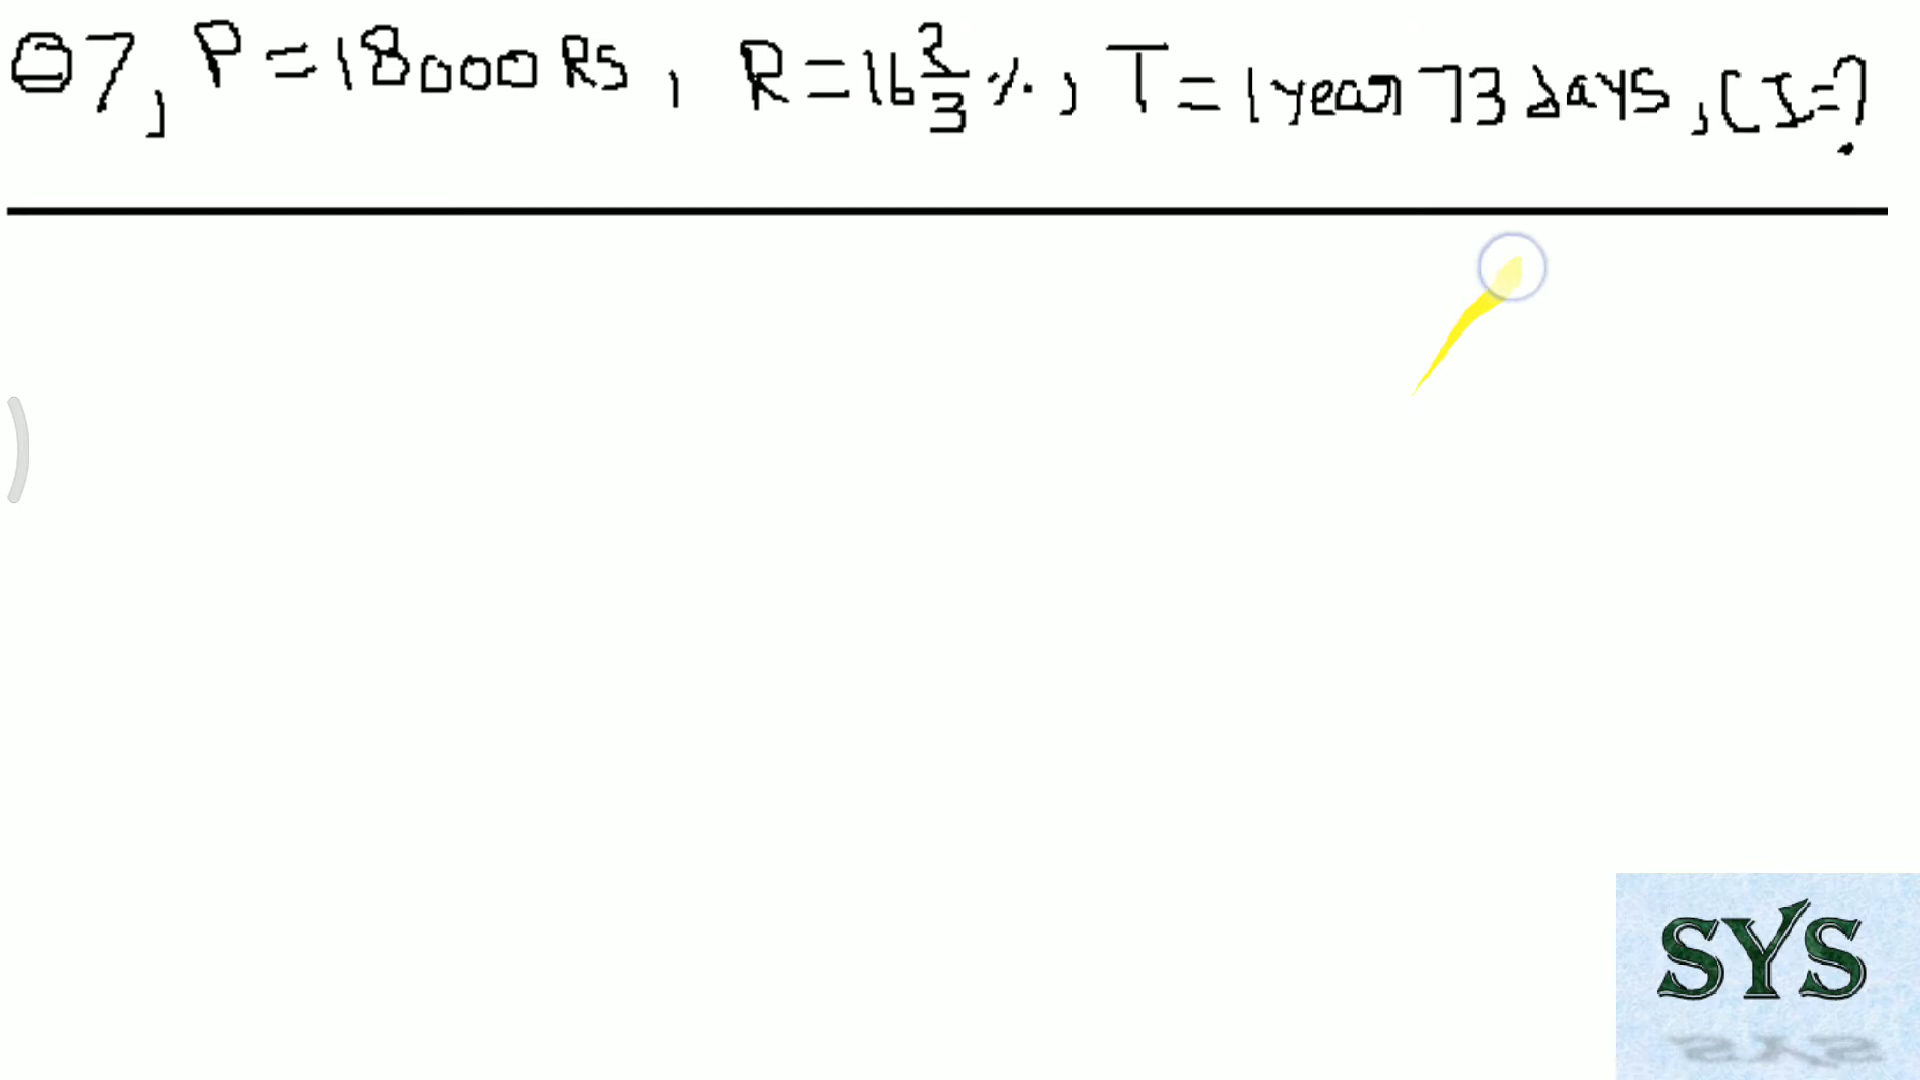 Q7, P = 18000 RS, R = 16 2/3 %, T = 1 year 73 days, CI = ?
SYS